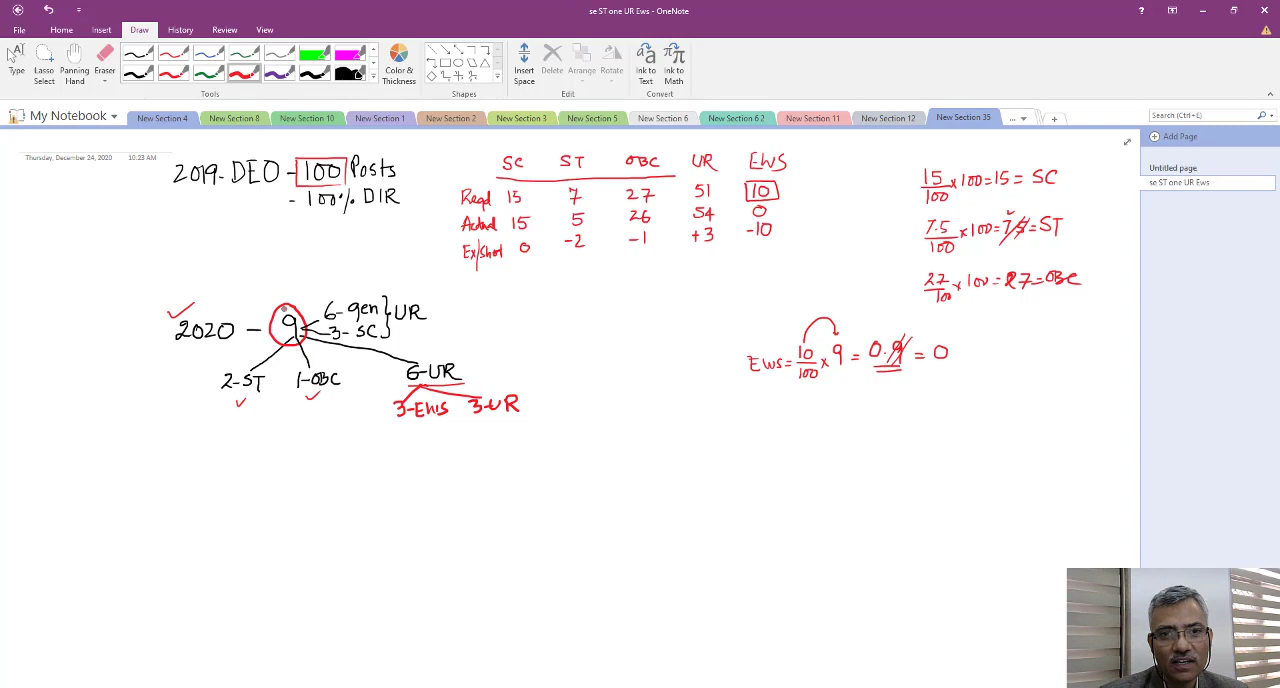 se ST one UR Ews - OneNote
File Home Insert Draw History Review View
Type Lasso Select Panning Hand Eraser Color & Thickness Insert Space Delete Arrange Rotate Ink to Text Ink to Math
Tools Shapes Edit Convert
My Notebook New Section 4 New Section 8 New Section 10 New Section 1 New Section 2 New Section 3 New Section 5 New Section 6 New Section 6 2 New Section 11 New Section 12 New Section 35 ... Search (Ctrl+E)
Add Page
Untitled page
se ST one UR Ews
Thursday, December 24, 2020 10:23 AM
2019-DEO-100 Posts
- 100% DIR
SC ST OBC UR EWS
Reqd 15 7 27 51 10
Actual 15 5 26 54 0
Ex/Short 0 -2 -1 +3 -10
15/100 x 100 = 15 = SC
7.5/100 x 100 = 7.5 = ST
27/100 x 100 = 27 = OBC
2020 - 9
6-gen
3-SC
UR
2-ST 1-OBC 6-UR
3-EWS 3-UR
EWS = 10/100 x 9 = 0.9 = 0